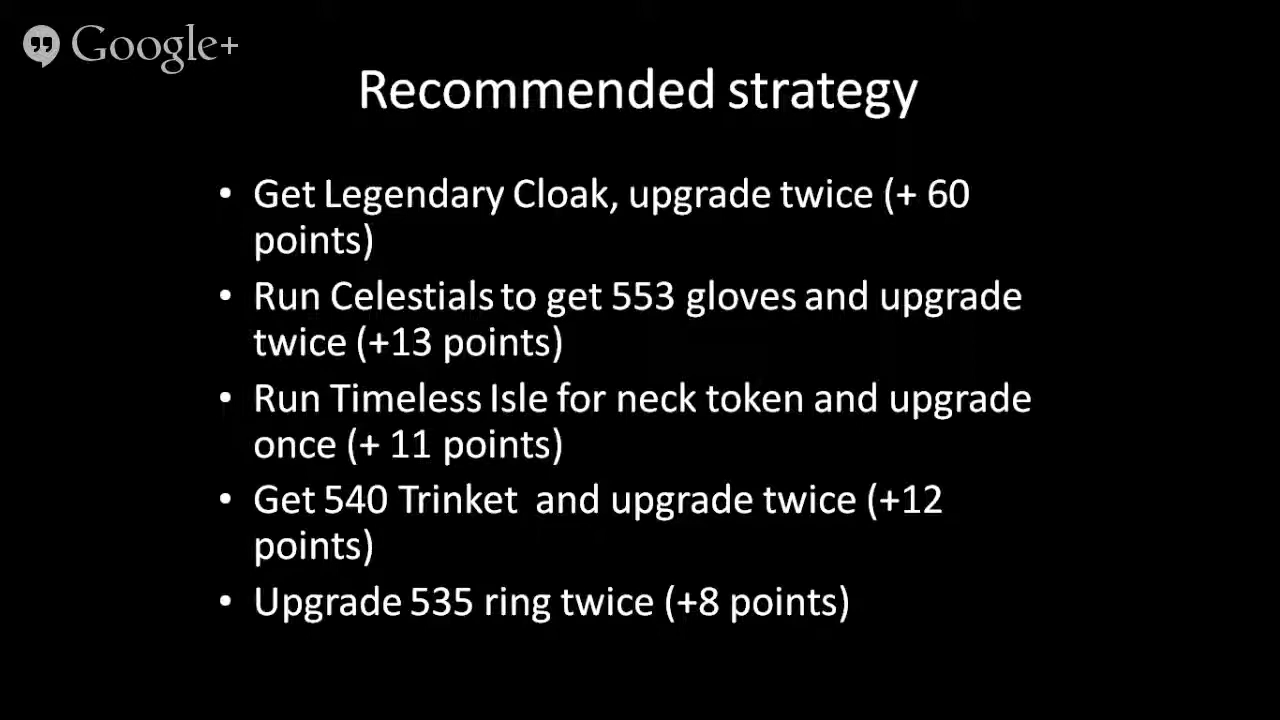 Google+
Recommended strategy
• Get Legendary Cloak, upgrade twice (+ 60
points)
• Run Celestials to get 553 gloves and upgrade
twice (+13 points)
• Run Timeless Isle for neck token and upgrade
once (+ 11 points)
• Get 540 Trinket  and upgrade twice (+12
points)
• Upgrade 535 ring twice (+8 points)